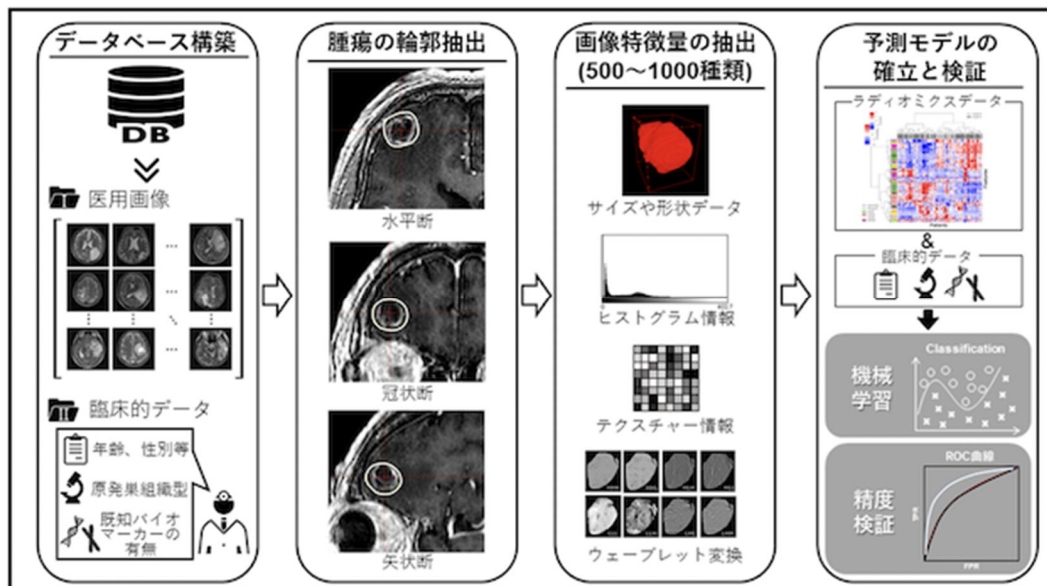 データベース構築
DB
医用画像
臨床的データ
年齢、性別等
原発巣組織型
既知バイオ
マーカーの
有無
腫瘍の輪郭抽出
水平断
冠状断
矢状断
画像特徴量の抽出
(500〜1000種類)
サイズや形状データ
ヒストグラム情報
テクスチャー情報
ウェーブレット変換
予測モデルの
確立と検証
ラディオミクスデータ
&
臨床的データ
Classification
機械
学習
ROC曲線
精度
検証
FPR